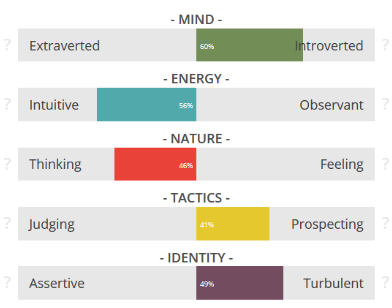 - MIND -
? Extraverted 60% Introverted ?
- ENERGY -
? Intuitive 56% Observant ?
- NATURE -
? Thinking 46% Feeling ?
- TACTICS -
? Judging 41% Prospecting ?
- IDENTITY -
? Assertive 49% Turbulent ?